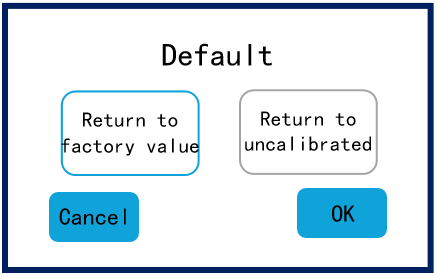 Default
Return to
factory value
Return to
uncalibrated
Cancel
OK